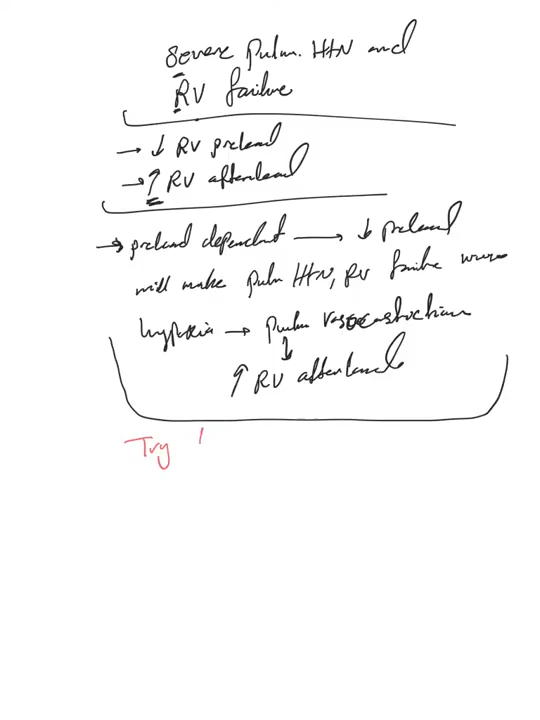 Severe pulm. HTN and
RV failure
→ ↓ RV preload
→ ↑ RV afterload
→ preload dependent → ↓ preload
will make pulm HTN, RV failure worse
hypoxia → pulm vasoconstriction
↓
↑ RV afterload
Try